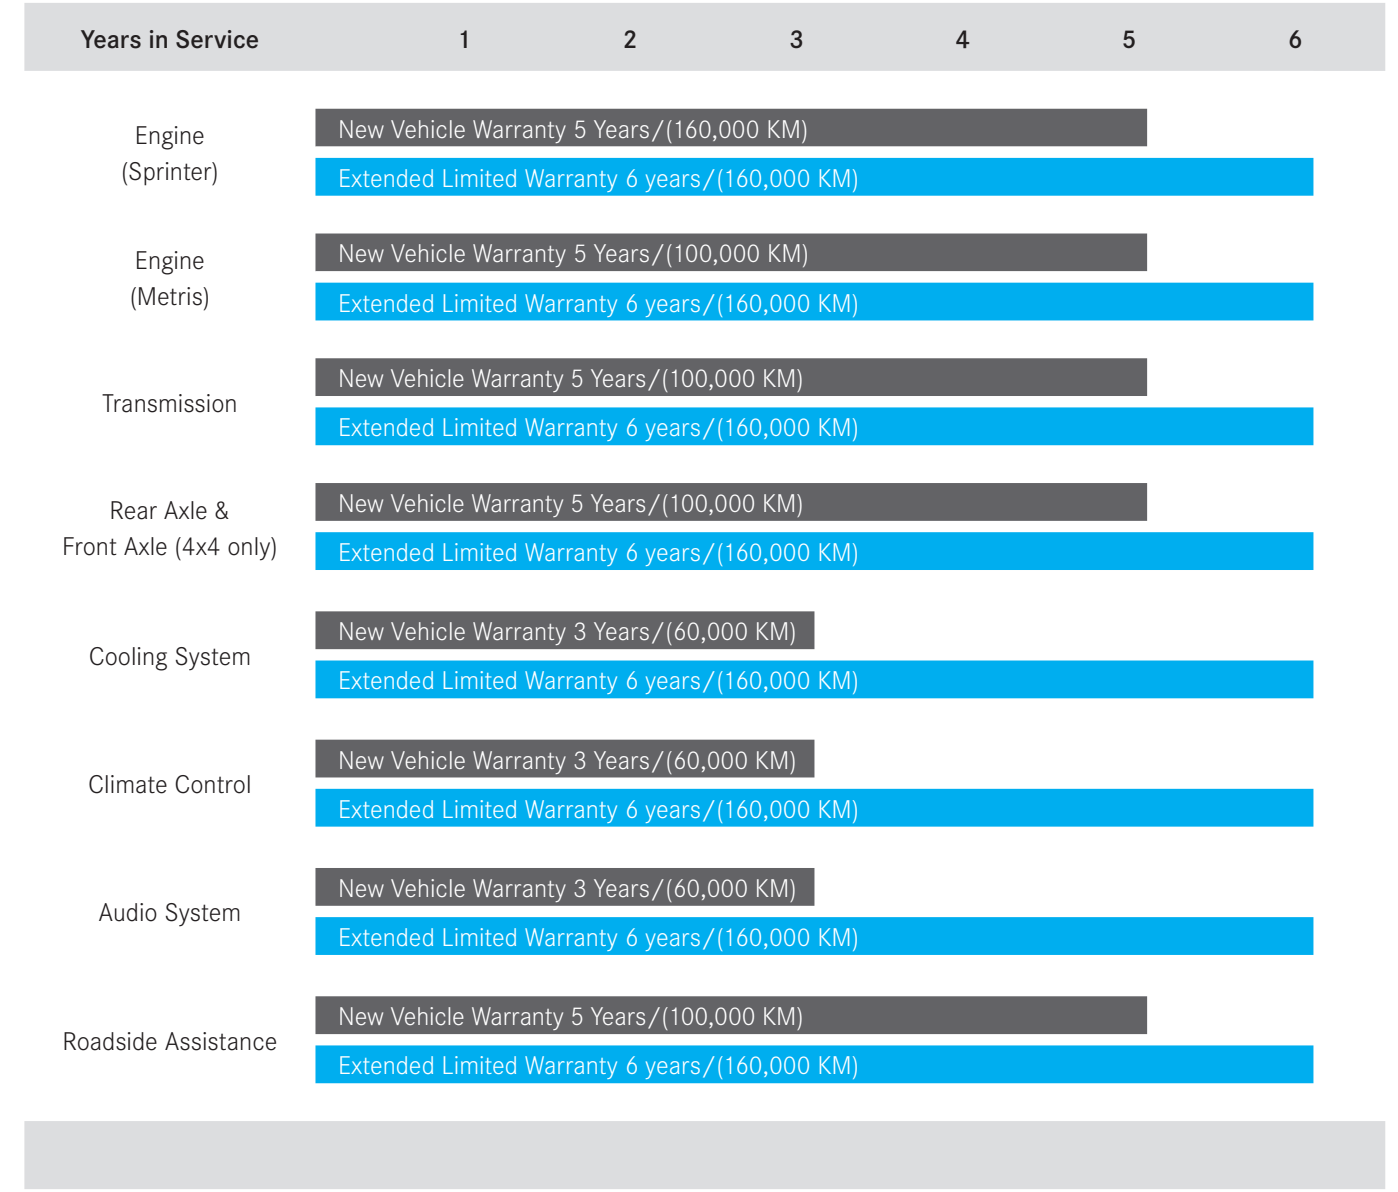 Years in Service 1 2 3 4 5 6
Engine
(Sprinter)
New Vehicle Warranty 5 Years/(160,000 KM)
Extended Limited Warranty 6 years/(160,000 KM)
Engine
(Metris)
New Vehicle Warranty 5 Years/(100,000 KM)
Extended Limited Warranty 6 years/(160,000 KM)
Transmission
New Vehicle Warranty 5 Years/(100,000 KM)
Extended Limited Warranty 6 years/(160,000 KM)
Rear Axle &
Front Axle (4x4 only)
New Vehicle Warranty 5 Years/(100,000 KM)
Extended Limited Warranty 6 years/(160,000 KM)
Cooling System
New Vehicle Warranty 3 Years/(60,000 KM)
Extended Limited Warranty 6 years/(160,000 KM)
Climate Control
New Vehicle Warranty 3 Years/(60,000 KM)
Extended Limited Warranty 6 years/(160,000 KM)
Audio System
New Vehicle Warranty 3 Years/(60,000 KM)
Extended Limited Warranty 6 years/(160,000 KM)
Roadside Assistance
New Vehicle Warranty 5 Years/(100,000 KM)
Extended Limited Warranty 6 years/(160,000 KM)